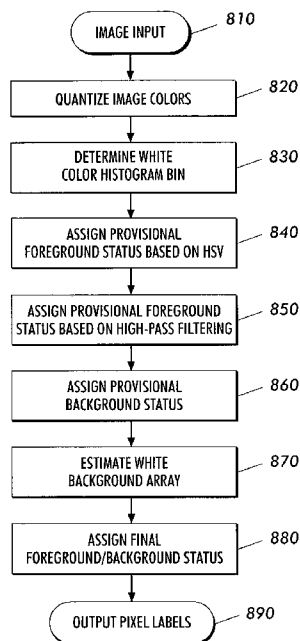 IMAGE INPUT
810
QUANTIZE IMAGE COLORS
820
DETERMINE WHITE
COLOR HISTOGRAM BIN
830
ASSIGN PROVISIONAL
FOREGROUND STATUS BASED ON HSV
840
ASSIGN PROVISIONAL FOREGROUND
STATUS BASED ON HIGH-PASS FILTERING
850
ASSIGN PROVISIONAL
BACKGROUND STATUS
860
ESTIMATE WHITE
BACKGROUND ARRAY
870
ASSIGN FINAL
FOREGROUND/BACKGROUND STATUS
880
OUTPUT PIXEL LABELS
890